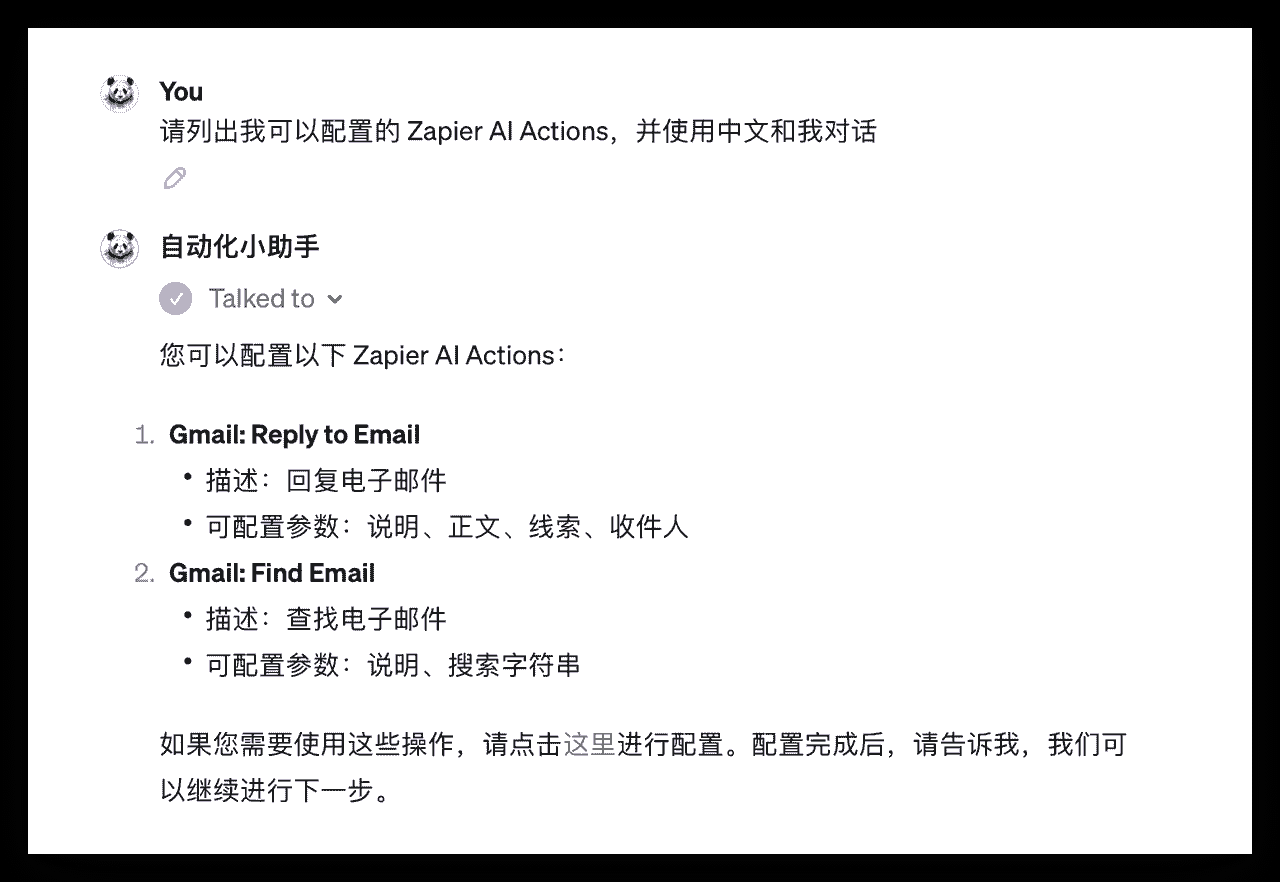 You
请列出我可以配置的 Zapier AI Actions，并使用中文和我对话
自动化小助手
Talked to
您可以配置以下 Zapier AI Actions：
1. Gmail: Reply to Email
• 描述：回复电子邮件
• 可配置参数：说明、正文、线索、收件人
2. Gmail: Find Email
• 描述：查找电子邮件
• 可配置参数：说明、搜索字符串
如果您需要使用这些操作，请点击这里进行配置。配置完成后，请告诉我，我们可
以继续进行下一步。